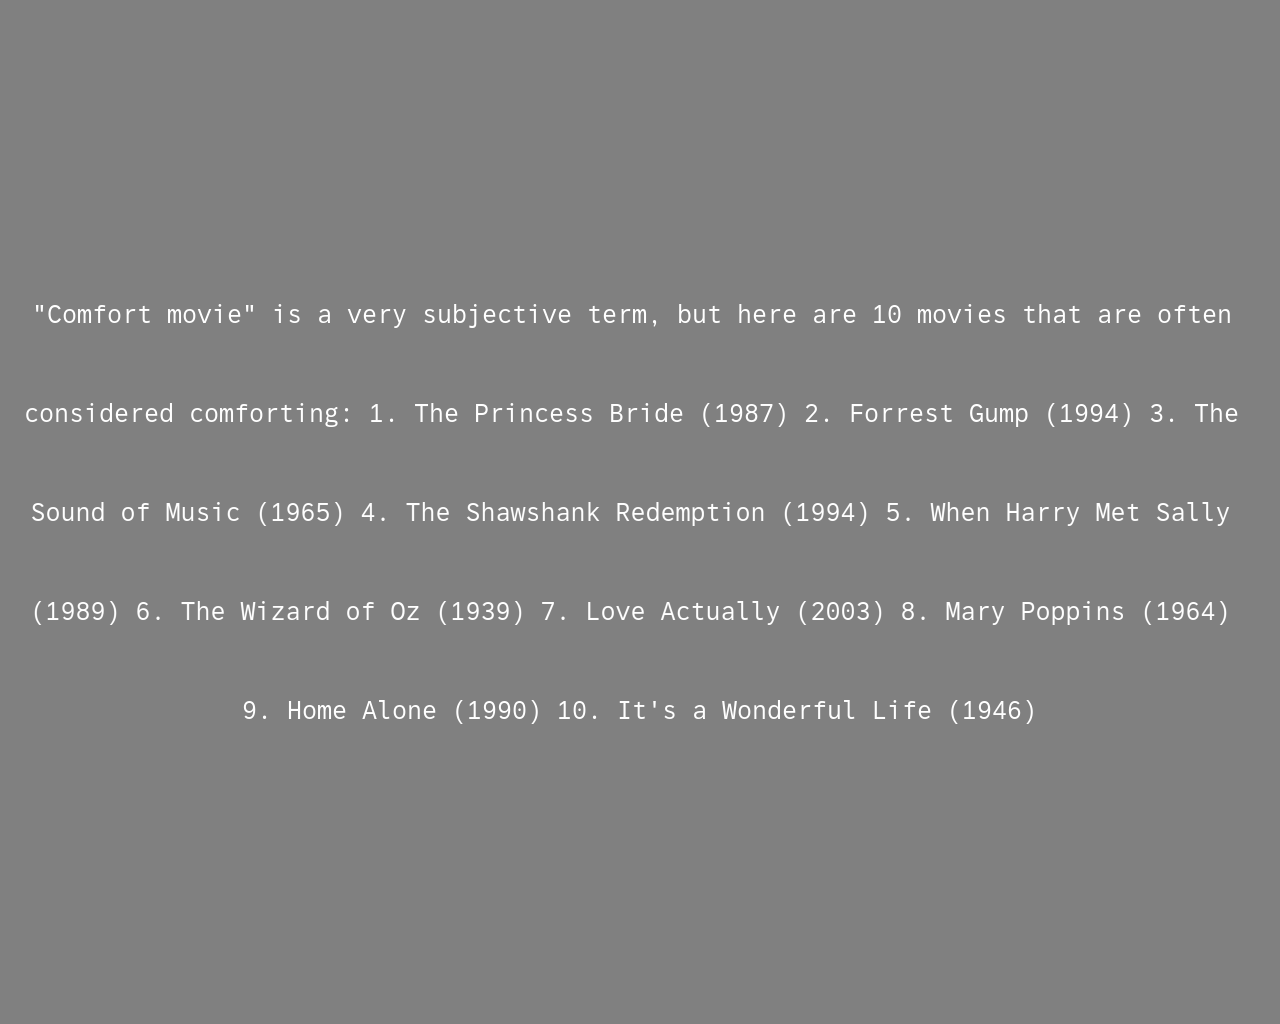 "Comfort movie" is a very subjective term, but here are 10 movies that are often
considered comforting: 1. The Princess Bride (1987) 2. Forrest Gump (1994) 3. The
Sound of Music (1965) 4. The Shawshank Redemption (1994) 5. When Harry Met Sally
(1989) 6. The Wizard of Oz (1939) 7. Love Actually (2003) 8. Mary Poppins (1964)
9. Home Alone (1990) 10. It's a Wonderful Life (1946)